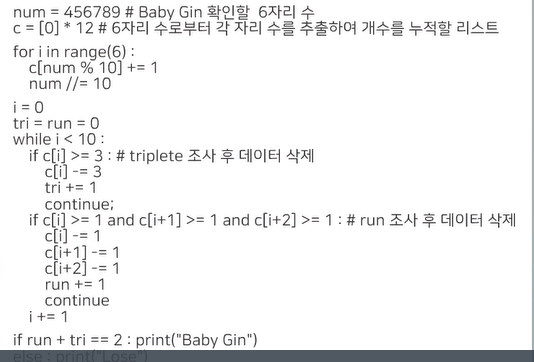 num = 456789 # Baby Gin 확인할 6자리 수
c = [0] * 12 # 6자리 수로부터 각 자리 수를 추출하여 개수를 누적할 리스트
for i in range(6) :
    c[num % 10] += 1
    num //= 10
i = 0
tri = run = 0
while i < 10 :
    if c[i] >= 3 : # triplete 조사 후 데이터 삭제
        c[i] -= 3
        tri += 1
        continue;
    if c[i] >= 1 and c[i+1] >= 1 and c[i+2] >= 1 : # run 조사 후 데이터 삭제
        c[i] -= 1
        c[i+1] -= 1
        c[i+2] -= 1
        run += 1
        continue
    i += 1
if run + tri == 2 : print("Baby Gin")
else : print("Lose")